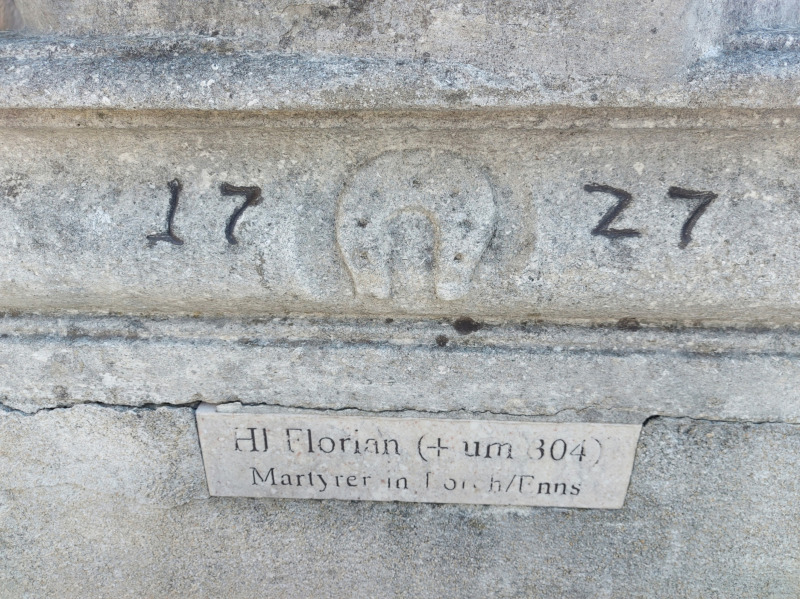 17 27
Hl Florian (+ um 304)
Martyrer in Lorch/Enns